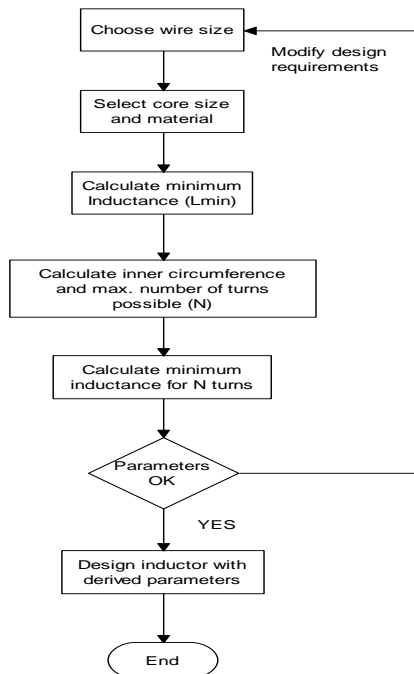 Choose wire size
Modify design
requirements
Select core size
and material
Calculate minimum
Inductance (Lmin)
Calculate inner circumference
and max. number of turns
possible (N)
Calculate minimum
inductance for N turns
Parameters
OK
YES
Design inductor with
derived parameters
End